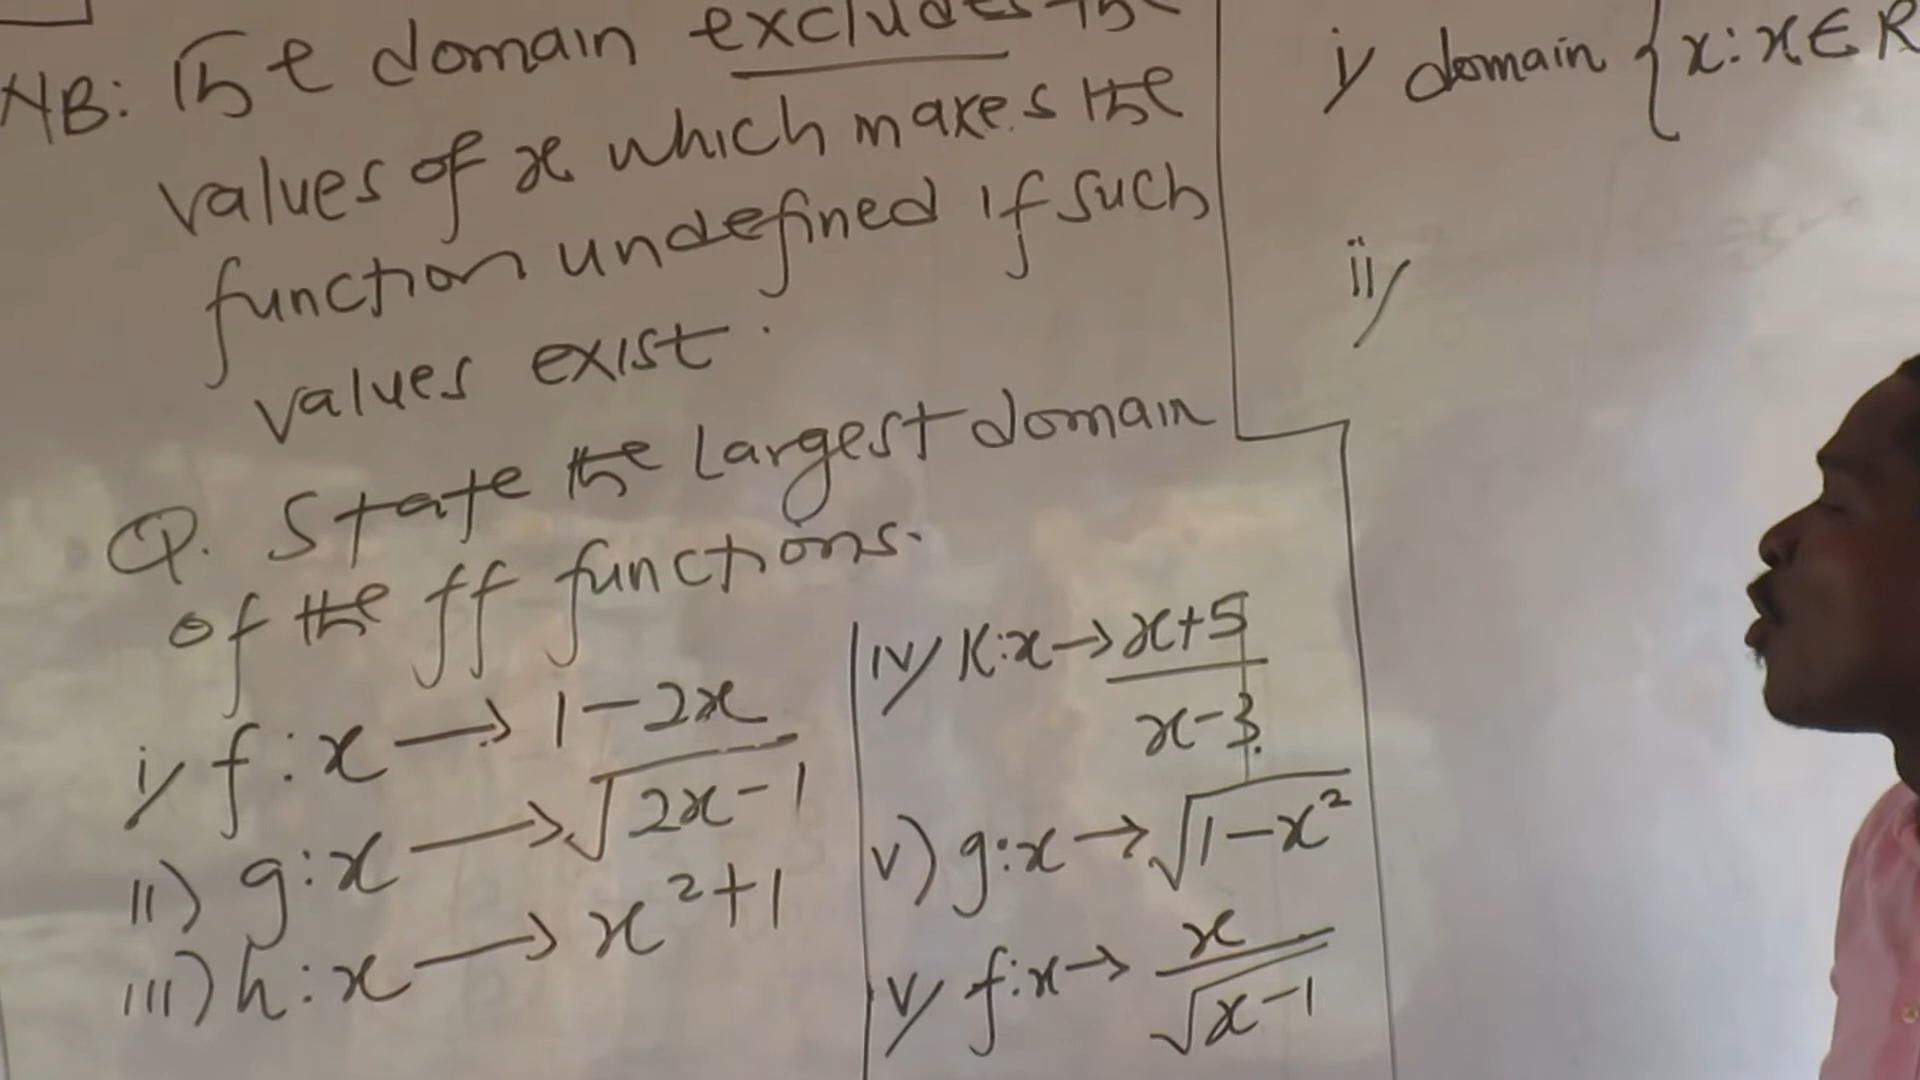 NB: The domain excludes the
values of x which makes the
function undefined if such
values exist.
Q. State the Largest domain
of the ff functions.
i/ f:x → 1-2x
ii) g:x → √2x-1
iii) h:x → x²+1
iv/ K:x → x+5
x-3
v) g:x → √1-x²
v/ f:x → x
√x-1
i/ domain {x:x∈R
ii/